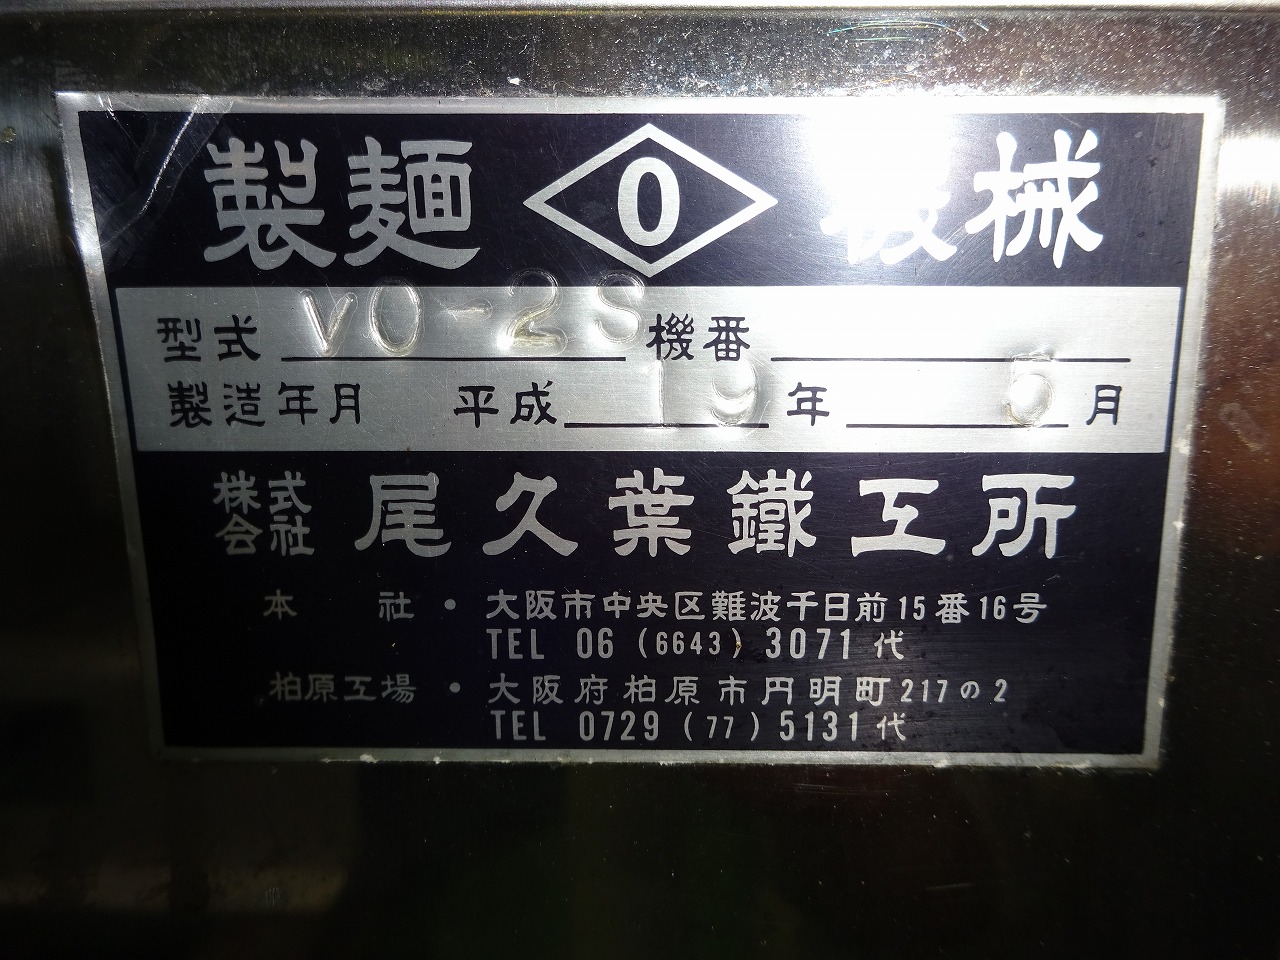 製麺 O 機械
型式 VO-2S 機番
製造年月 平成 19 年 5 月
株式会社 尾久葉鐵工所
本 社・大阪市中央区難波千日前15番16号
TEL 06 (6643) 3071 代
柏原工場・大阪府柏原市円明町217の2
TEL 0729 (77) 5131 代